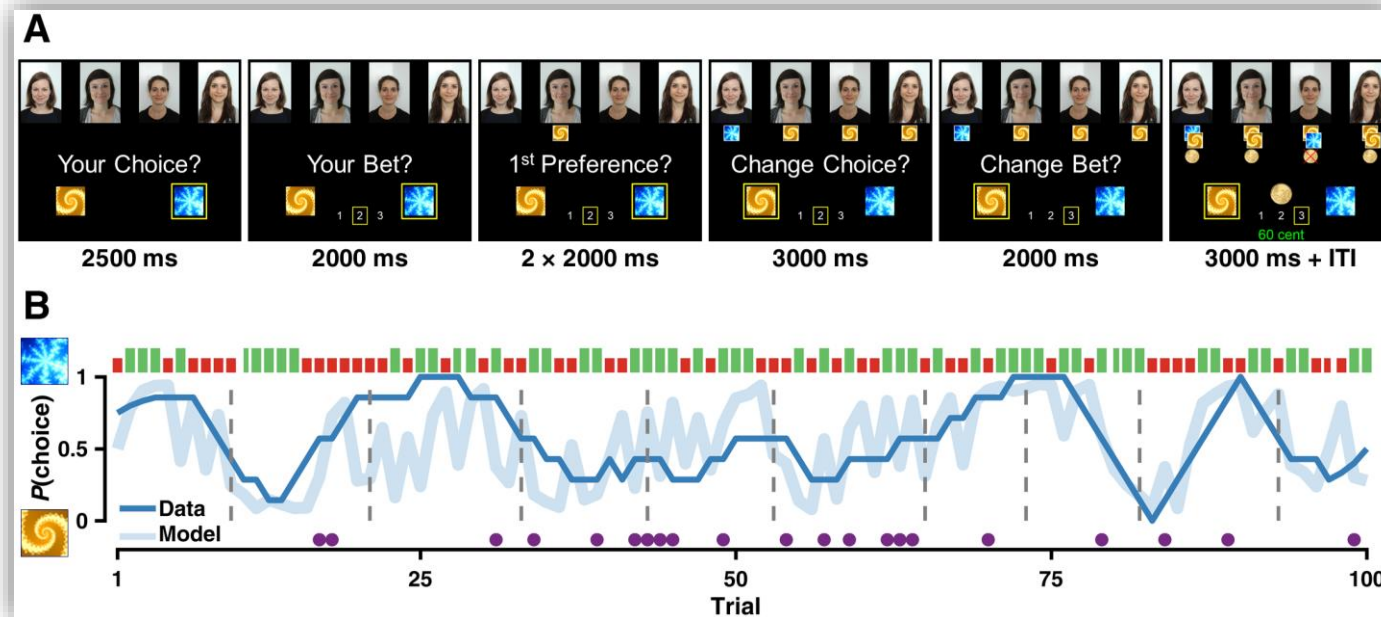 A
Your Choice?
Your Bet?
1 2 3
1st Preference?
1 2 3
Change Choice?
1 2 3
Change Bet?
1 2 3
1 2 3
60 cent
2500 ms
2000 ms
2 × 2000 ms
3000 ms
2000 ms
3000 ms + ITI
B
P(choice)
1
0.5
0
Data
Model
1 25 50 75 100
Trial